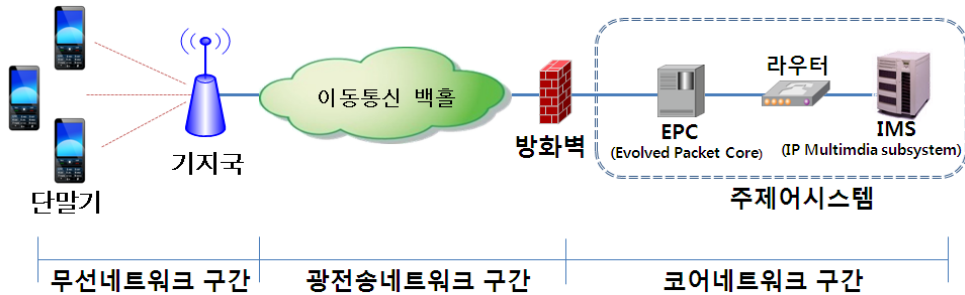 이동통신 백홀
라우터
EPC
(Evolved Packet Core)
IMS
(IP Multimdia subsystem)
방화벽
기지국
단말기
주제어시스템
무선네트워크 구간
광전송네트워크 구간
코어네트워크 구간